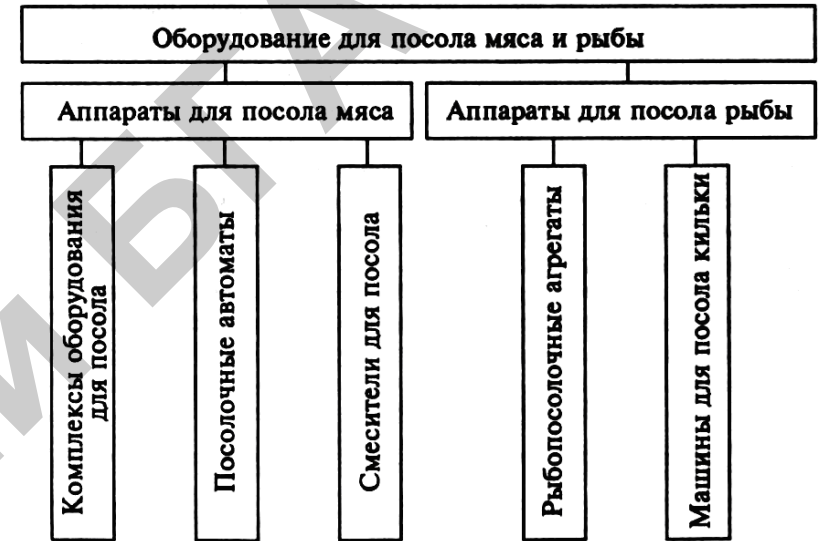 Оборудование для посола мяса и рыбы
Аппараты для посола мяса
Аппараты для посола рыбы
Комплексы оборудования
для посола
Посолочные автоматы
Смесители для посола
Рыбопосолочные агрегаты
Машины для посола кильки
И БГА